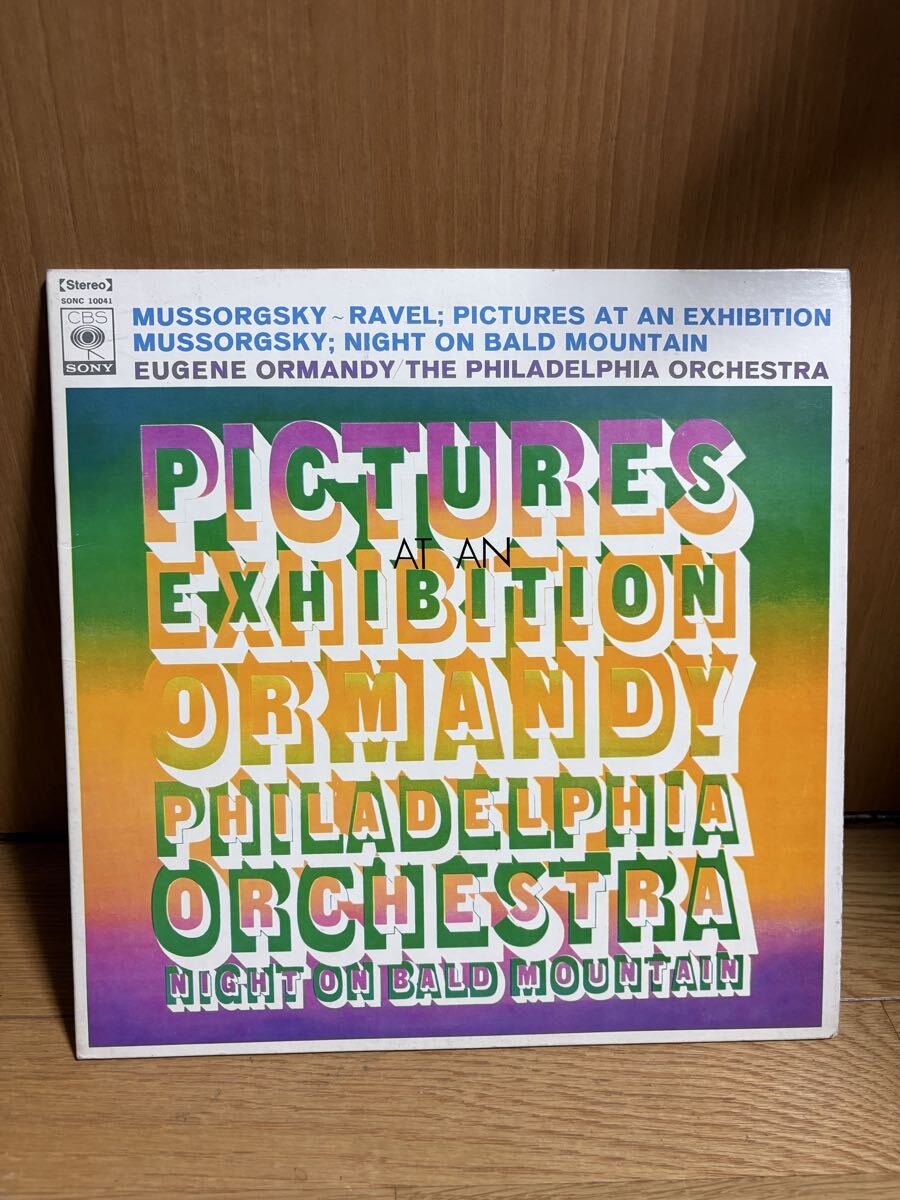 【Stereo】
SONC 10041
CBS
SONY
MUSSORGSKY~RAVEL; PICTURES AT AN EXHIBITION
MUSSORGSKY; NIGHT ON BALD MOUNTAIN
EUGENE ORMANDY/THE PHILADELPHIA ORCHESTRA
PICTURES
AT AN
EXHIBITION
ORMANDY
PHILADELPHIA
ORCHESTRA
NIGHT ON BALD MOUNTAIN